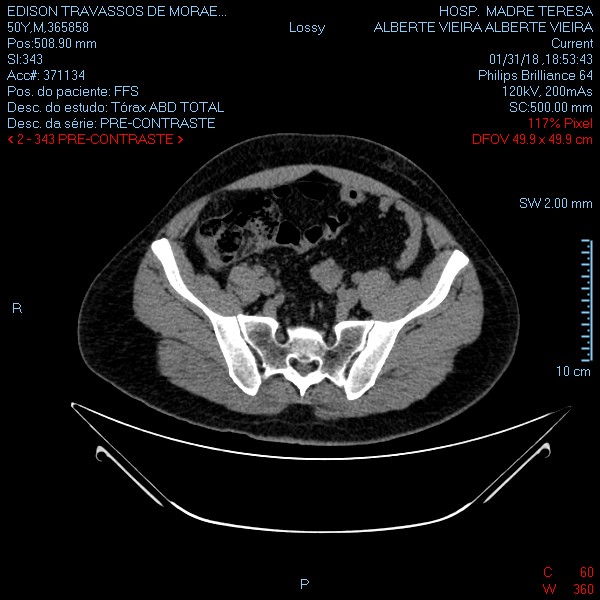 EDISON TRAVASSOS DE MORAE...
50Y,M,365858
Pos:508.90 mm
Sl:343
Acc#: 371134
Pos. do paciente: FFS
Desc. do estudo: Tórax ABD TOTAL
Desc. da série: PRE-CONTRASTE
< 2 - 343 PRE-CONTRASTE >
Lossy
HOSP. MADRE TERESA
ALBERTE VIEIRA ALBERTE VIEIRA
Current
01/31/18 ,18:53:43
Philips Brilliance 64
120kV, 200mAs
SC:500.00 mm
117% Pixel
DFOV 49.9 x 49.9 cm
SW 2.00 mm
R
10 cm
P
C 60
W 360